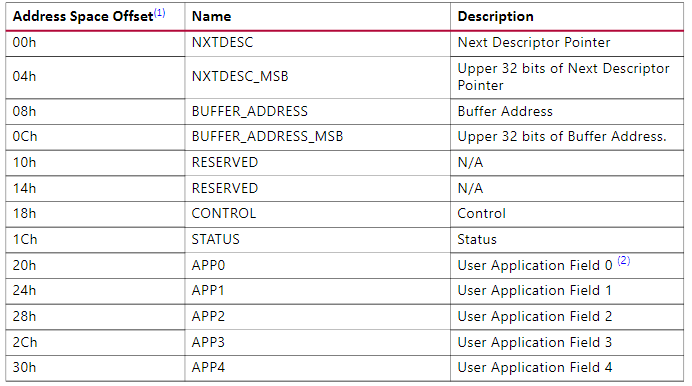 Address Space Offset(1) Name Description
00h NXTDESC Next Descriptor Pointer
04h NXTDESC_MSB Upper 32 bits of Next Descriptor
Pointer
08h BUFFER_ADDRESS Buffer Address
0Ch BUFFER_ADDRESS_MSB Upper 32 bits of Buffer Address.
10h RESERVED N/A
14h RESERVED N/A
18h CONTROL Control
1Ch STATUS Status
20h APP0 User Application Field 0 (2)
24h APP1 User Application Field 1
28h APP2 User Application Field 2
2Ch APP3 User Application Field 3
30h APP4 User Application Field 4